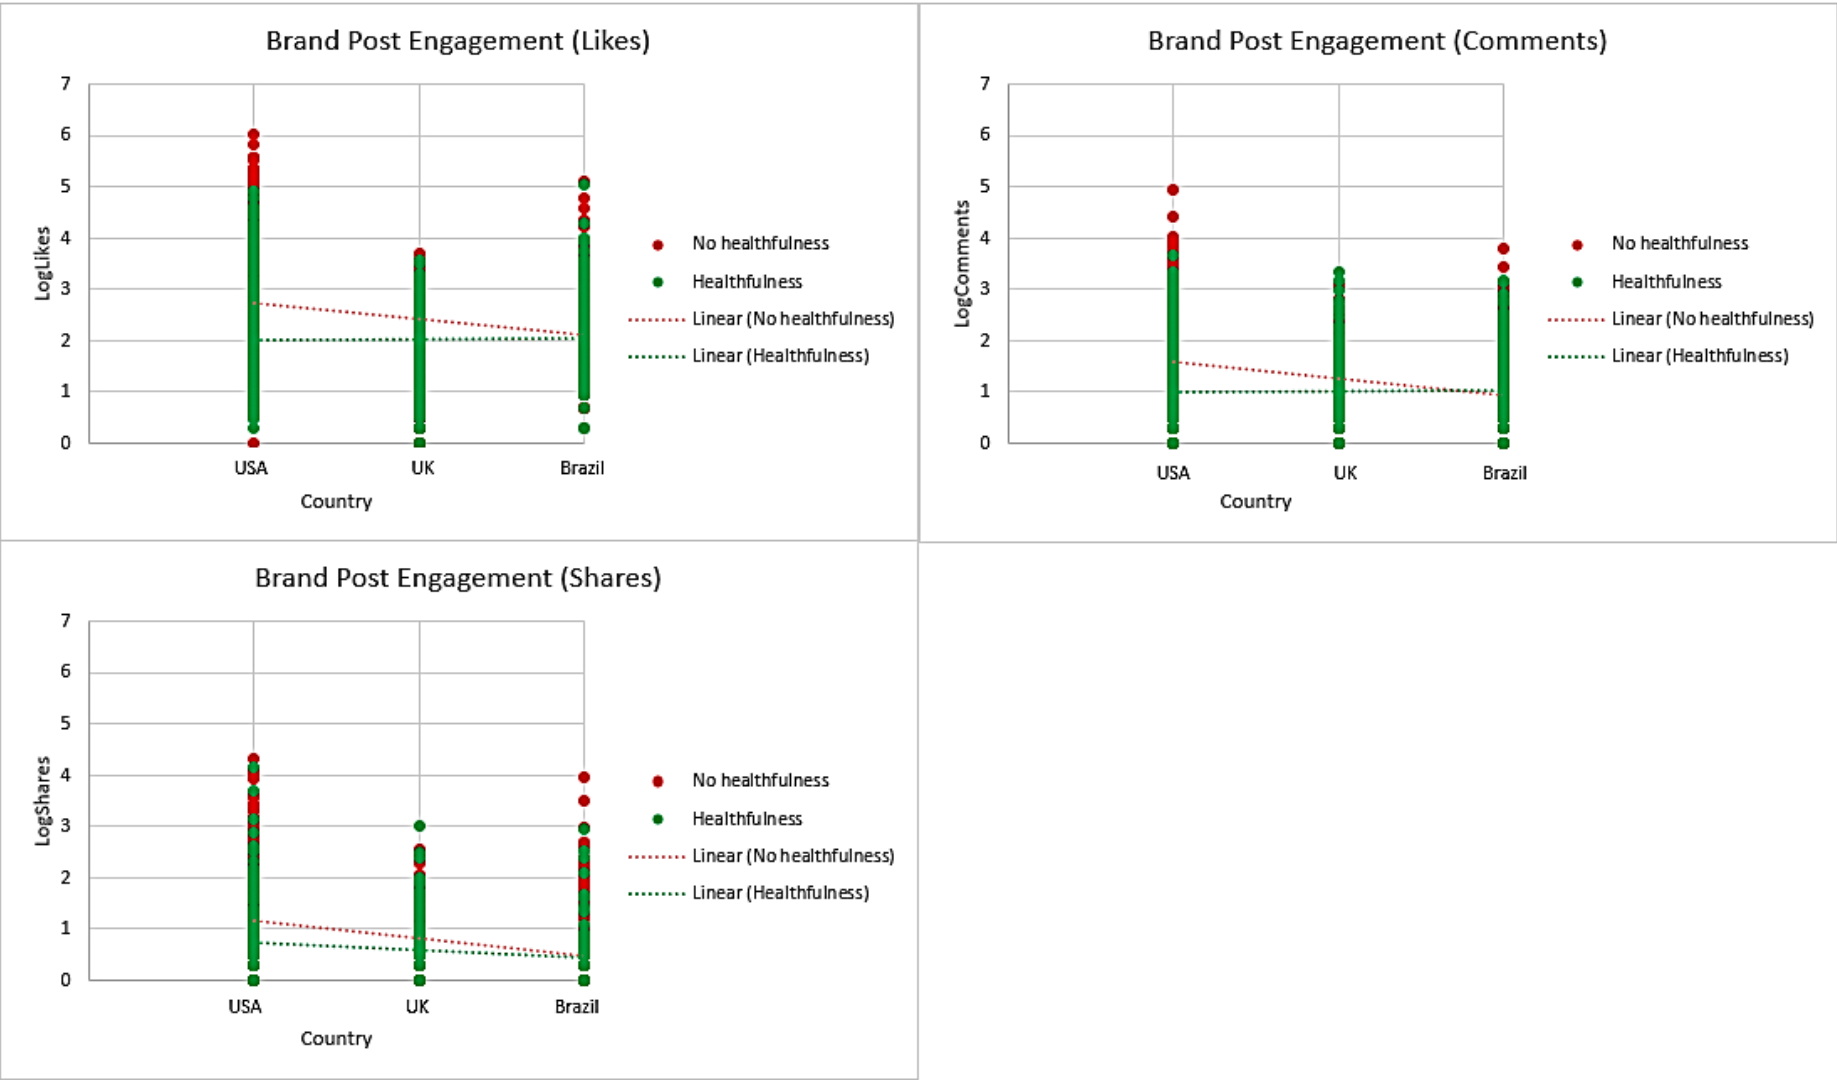 Brand Post Engagement (Likes)
7
6
5
4
3
2
1
0
LogLikes
USA UK Brazil
Country
No healthfulness
Healthfulness
Linear (No healthfulness)
Linear (Healthfulness)
Brand Post Engagement (Comments)
7
6
5
4
3
2
1
0
LogComments
USA UK Brazil
Country
No healthfulness
Healthfulness
Linear (No healthfulness)
Linear (Healthfulness)
Brand Post Engagement (Shares)
7
6
5
4
3
2
1
0
LogShares
USA UK Brazil
Country
No healthfulness
Healthfulness
Linear (No healthfulness)
Linear (Healthfulness)